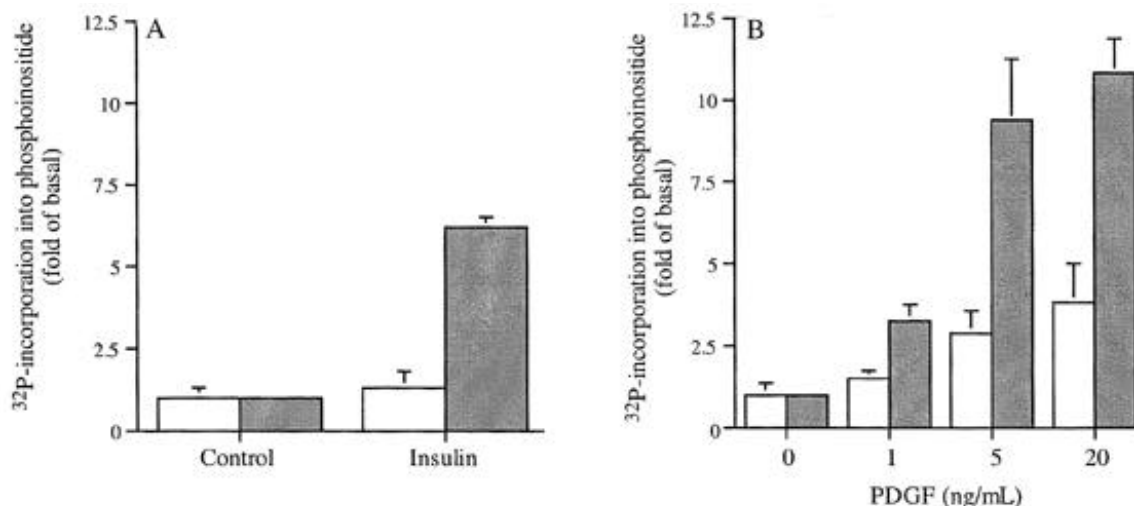 A
³²P-incorporation into phosphoinositide
(fold of basal)
12.5
10
7.5
5
2.5
0
Control Insulin
B
³²P-incorporation into phosphoinositide
(fold of basal)
12.5
10
7.5
5
2.5
0
0 1 5 20
PDGF (ng/mL)